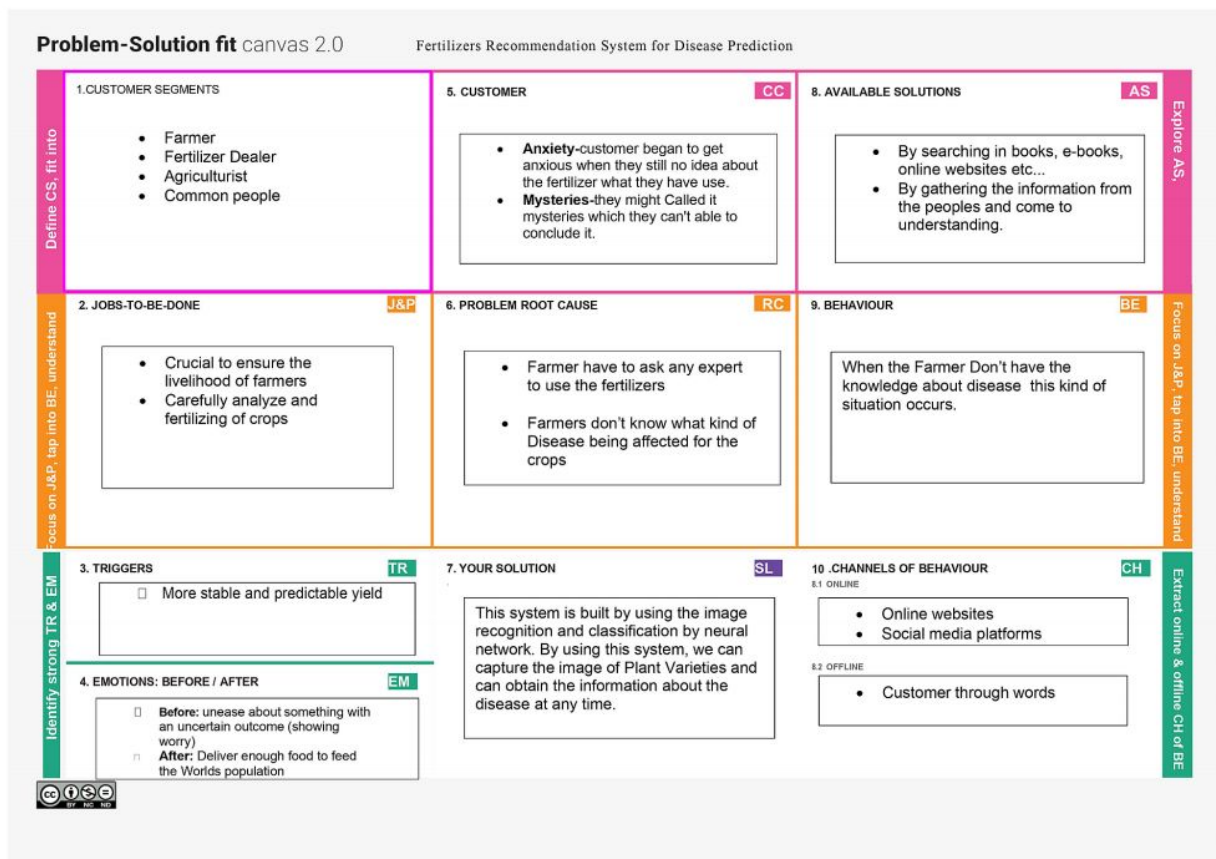 Problem-Solution fit canvas 2.0
Fertilizers Recommendation System for Disease Prediction
Define CS, fit into
1.CUSTOMER SEGMENTS
• Farmer
• Fertilizer Dealer
• Agriculturist
• Common people
5. CUSTOMER
CC
• Anxiety-customer began to get
anxious when they still no idea about
the fertilizer what they have use.
• Mysteries-they might Called it
mysteries which they can't able to
conclude it.
8. AVAILABLE SOLUTIONS
AS
• By searching in books, e-books,
online websites etc...
• By gathering the information from
the peoples and come to
understanding.
Explore AS,
Focus on J&P, tap into BE, understand
2. JOBS-TO-BE-DONE
J&P
• Crucial to ensure the
livelihood of farmers
• Carefully analyze and
fertilizing of crops
6. PROBLEM ROOT CAUSE
RC
• Farmer have to ask any expert
to use the fertilizers
• Farmers don't know what kind of
Disease being affected for the
crops
9. BEHAVIOUR
BE
When the Farmer Don't have the
knowledge about disease this kind of
situation occurs.
Focus on J&P, tap into BE, understand
Identify strong TR & EM
3. TRIGGERS
TR
More stable and predictable yield
4. EMOTIONS: BEFORE / AFTER
EM
Before: unease about something with
an uncertain outcome (showing
worry)
After: Deliver enough food to feed
the Worlds population
7. YOUR SOLUTION
SL
This system is built by using the image
recognition and classification by neural
network. By using this system, we can
capture the image of Plant Varieties and
can obtain the information about the
disease at any time.
10 .CHANNELS OF BEHAVIOUR
CH
8.1 ONLINE
• Online websites
• Social media platforms
8.2 OFFLINE
• Customer through words
Extract online & offline CH of BE
cc
BY NC ND